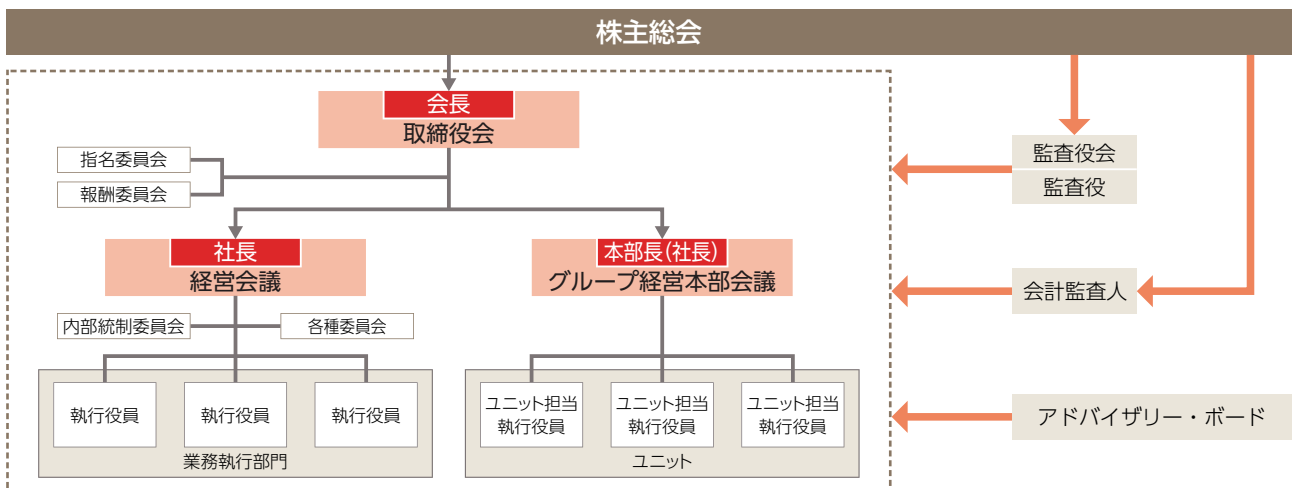 株主総会
会長
取締役会
指名委員会
報酬委員会
監査役会
監査役
社長
経営会議
本部長(社長)
グループ経営本部会議
会計監査人
内部統制委員会
各種委員会
執行役員
執行役員
執行役員
業務執行部門
ユニット担当
執行役員
ユニット担当
執行役員
ユニット担当
執行役員
ユニット
アドバイザリー・ボード